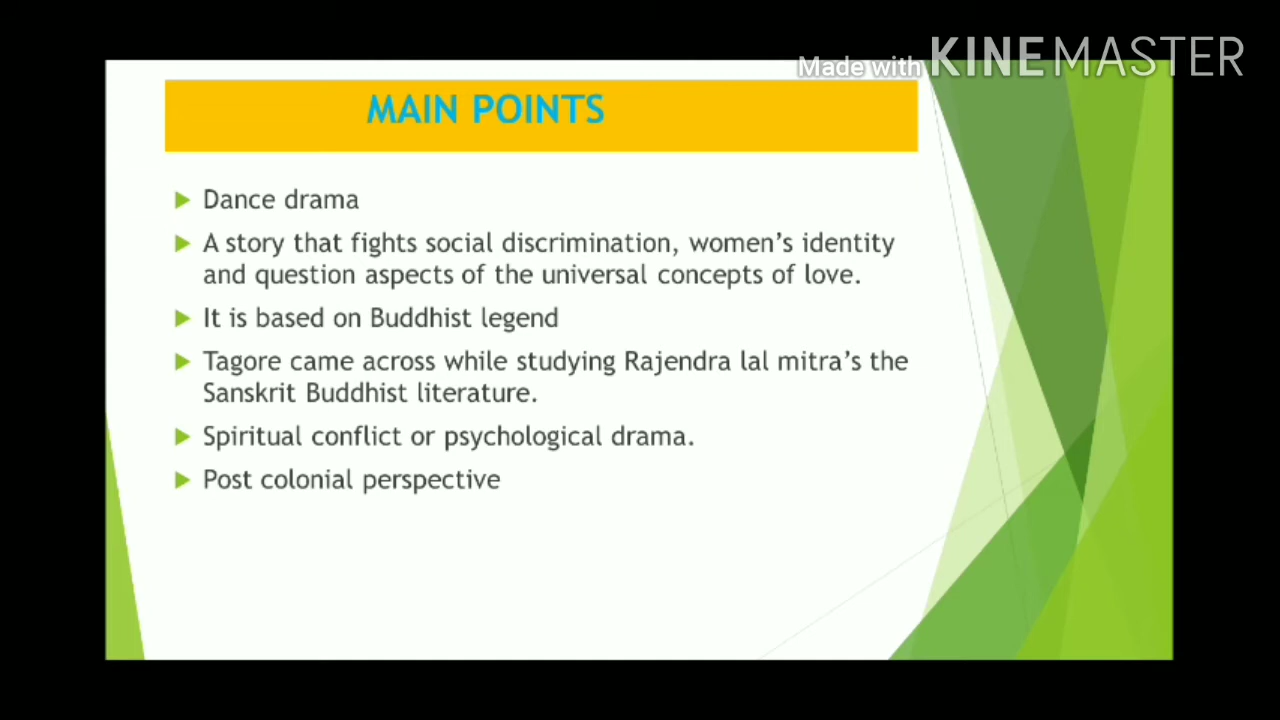 Made with KINEMASTER
MAIN POINTS
Dance drama
A story that fights social discrimination, women's identity
and question aspects of the universal concepts of love.
It is based on Buddhist legend
Tagore came across while studying Rajendra lal mitra's the
Sanskrit Buddhist literature.
Spiritual conflict or psychological drama.
Post colonial perspective